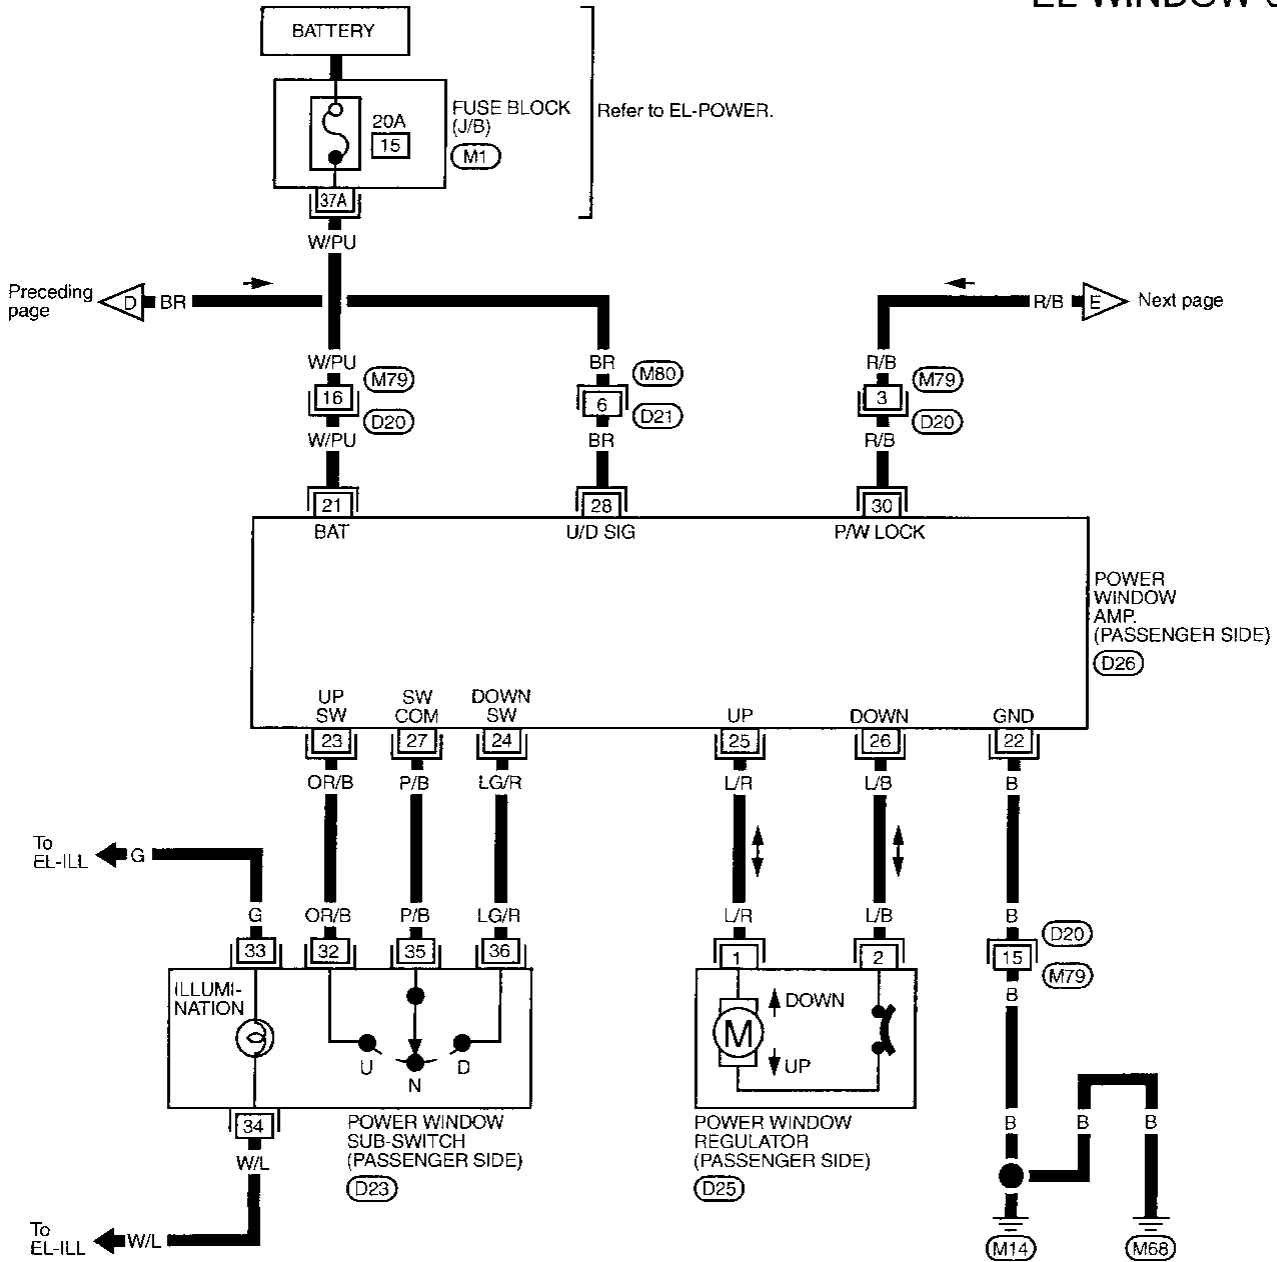 EL-WINDOW-
BATTERY
20A
15
FUSE BLOCK
(J/B)
M1
Refer to EL-POWER.
37A
W/PU
Preceding
page
D
BR
R/B
E
Next page
W/PU
BR
R/B
16
M79
D20
6
M80
D21
3
M79
D20
W/PU
BR
R/B
21
28
30
BAT
U/D SIG
P/W LOCK
POWER
WINDOW
AMP.
(PASSENGER SIDE)
D26
UP
SW
SW
COM
DOWN
SW
UP
DOWN
GND
23
27
24
25
26
22
OR/B
P/B
LG/R
L/R
L/B
B
To
EL-ILL
G
G
OR/B
P/B
LG/R
L/R
L/B
B
33
32
35
36
1
2
15
D20
M79
B
ILLUMI-
NATION
U
N
D
M
DOWN
UP
34
POWER WINDOW
SUB-SWITCH
(PASSENGER SIDE)
D23
POWER WINDOW
REGULATOR
(PASSENGER SIDE)
D25
B
B
B
W/L
To
EL-ILL
W/L
M14
M68